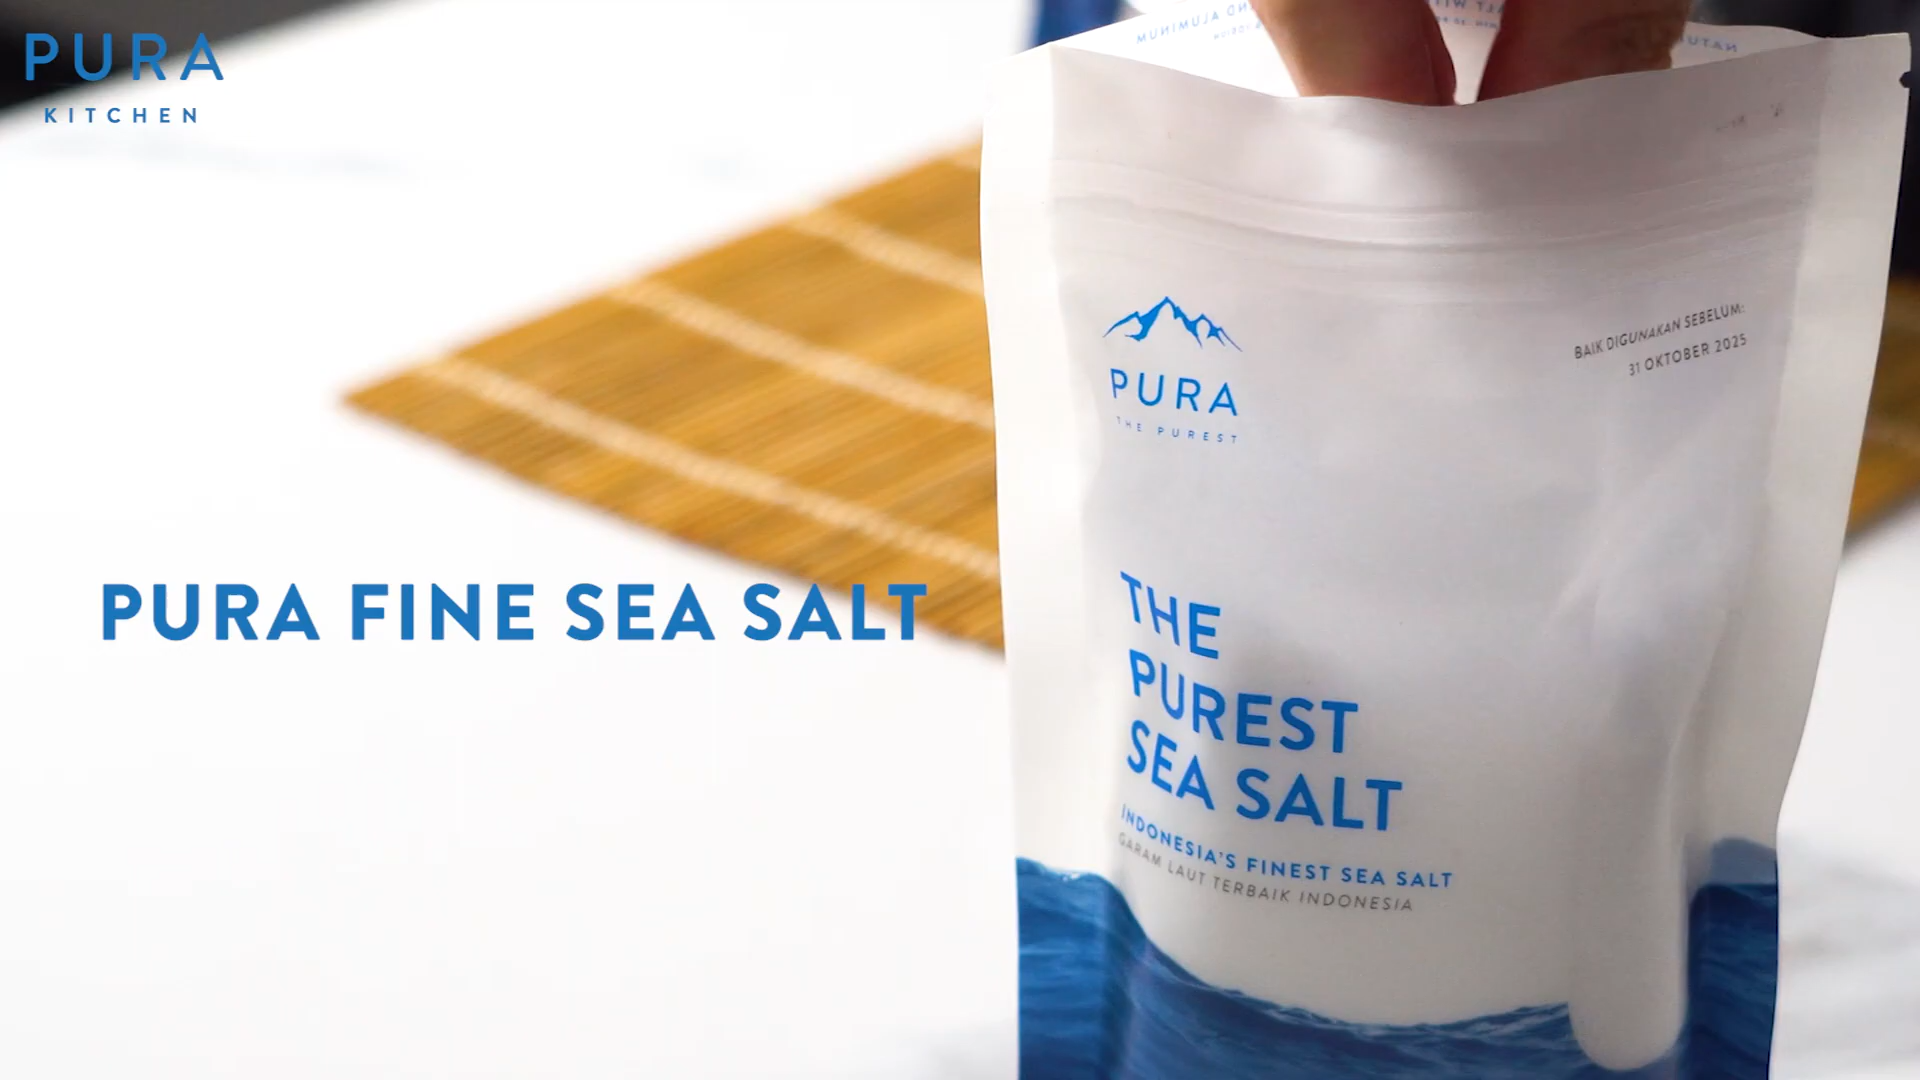 PURA
KITCHEN
PURA FINE SEA SALT
PURA
THE PUREST
BAIK DIGUNAKAN SEBELUM:
31 OKTOBER 2025
THE
PUREST
SEA SALT
INDONESIA'S FINEST SEA SALT
GARAM LAUT TERBAIK INDONESIA